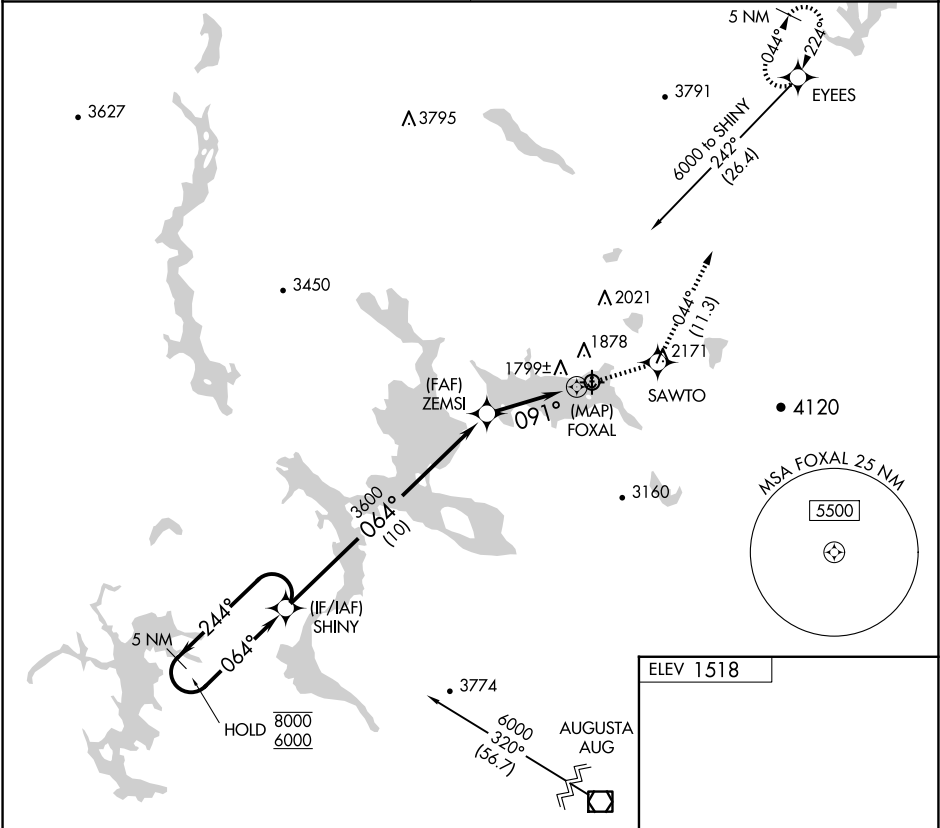 5 NM
044°
224°
EYEES
3627
3795
3791
6000 to SHINY
242°
(26.4)
3450
2021
044°
(11.3)
1878
1799±
2171
SAWTO
(FAF)
ZEMSI
091°
(MAP)
FOXAL
4120
MSA FOXAL 25 NM
5500
3160
3600
064°
(10)
(IF/IAF)
SHINY
244°
064°
5 NM
HOLD
8000
6000
3774
6000
320°
(56.7)
AUGUSTA
AUG
ELEV 1518